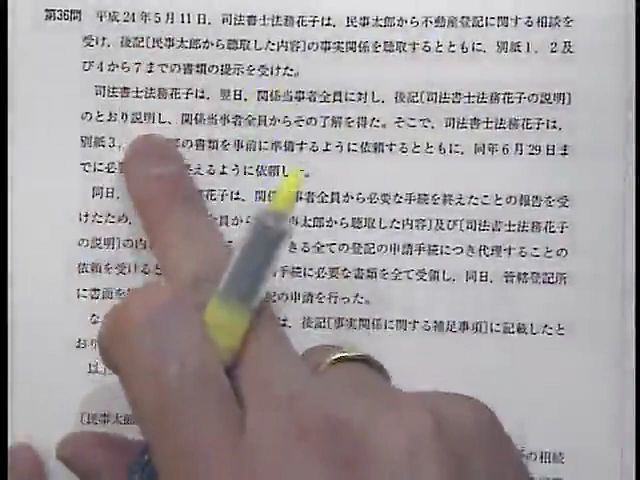 第36問 平成24年5月11日，司法書士法務花子は，民事太郎から不動産登記に関する相談を
受け，後記〔民事太郎から聴取した内容〕の事実関係を聴取するとともに，別紙1，2及
び4から7までの書類の提示を受けた。
司法書士法務花子は，翌日，関係当事者全員に対し，後記〔司法書士法務花子の説明〕
のとおり説明し，関係当事者全員からその了解を得た。そこで，司法書士法務花子は，
別紙3， の書類を事前に準備するように依頼するとともに，同年6月29日ま
でに必 終えるように依頼し 。
同日， 花子は，関係 事者全員から必要な手続を終えたことの報告を受
けたため， 全員から 事太郎から聴取した内容〕及び〔司法書士法務花子
の説明〕の内 きる全ての登記の申請手続につき代理することの
依頼を受けると 手続に必要な書類を全て受領し，同日，管轄登記所
に書面を の申請を行った。
な は，後記〔事実関係に関する補足事項〕に記載したと
おり
以
〔民事太郎
の相続